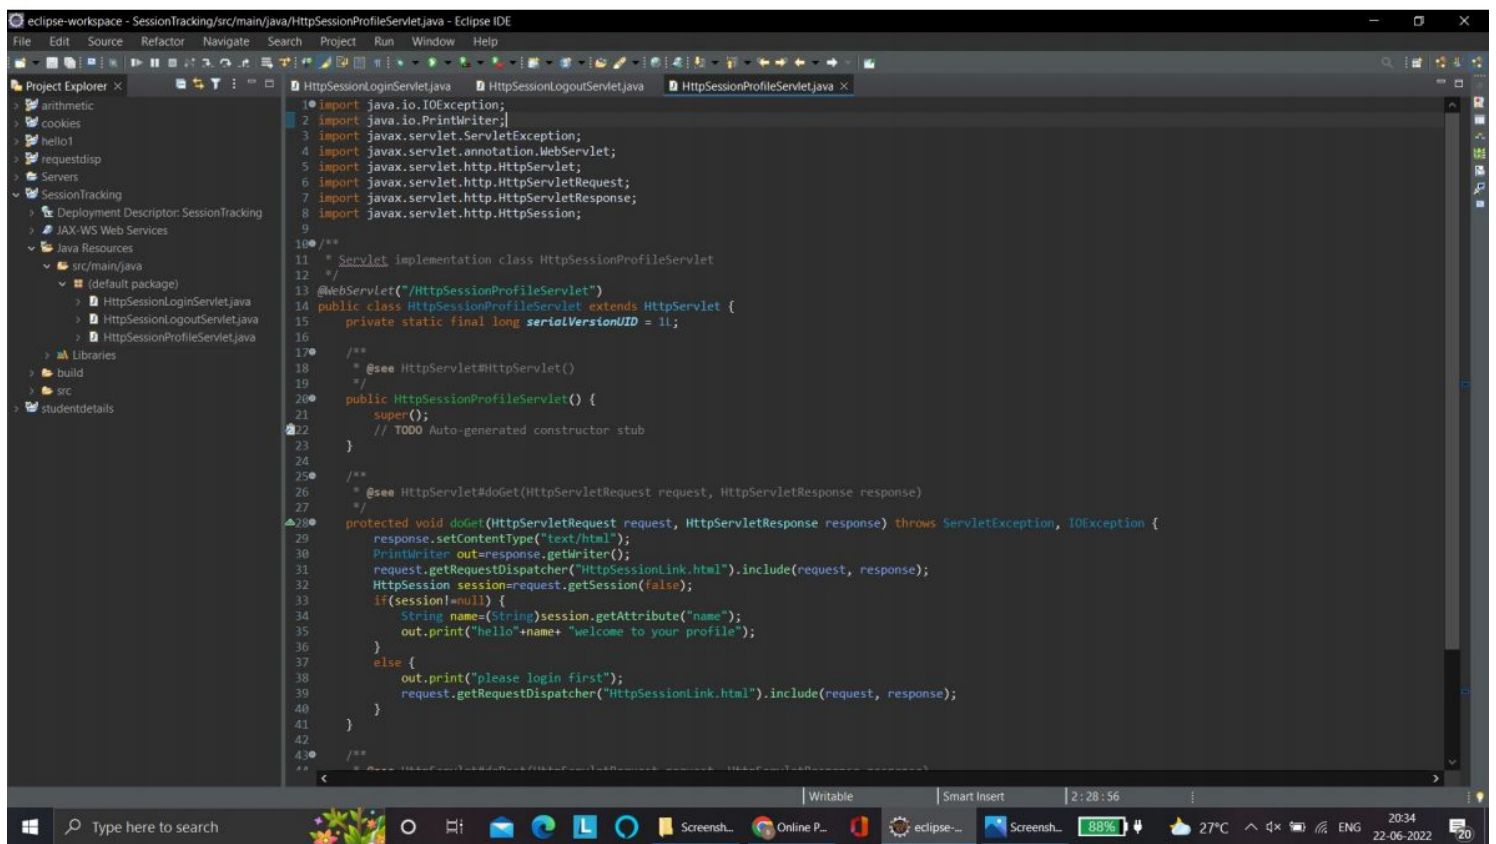 eclipse-workspace - SessionTracking/src/main/java/HttpSessionProfileServlet.java - Eclipse IDE
File Edit Source Refactor Navigate Search Project Run Window Help
Project Explorer
HttpSessionLoginServlet.java HttpSessionLogoutServlet.java HttpSessionProfileServlet.java
arithmetic
cookies
hello1
requestdisp
Servers
SessionTracking
Deployment Descriptor: SessionTracking
JAX-WS Web Services
Java Resources
src/main/java
(default package)
HttpSessionLoginServlet.java
HttpSessionLogoutServlet.java
HttpSessionProfileServlet.java
Libraries
build
src
studentdetails
1 import java.io.IOException;
2 import java.io.PrintWriter;
3 import javax.servlet.ServletException;
4 import javax.servlet.annotation.WebServlet;
5 import javax.servlet.http.HttpServlet;
6 import javax.servlet.http.HttpServletRequest;
7 import javax.servlet.http.HttpServletResponse;
8 import javax.servlet.http.HttpSession;
9
10 /**
11 * Servlet implementation class HttpSessionProfileServlet
12 */
13 @WebServlet("/HttpSessionProfileServlet")
14 public class HttpSessionProfileServlet extends HttpServlet {
15 private static final long serialVersionUID = 1L;
16
17 /**
18 * @see HttpServlet#HttpServlet()
19 */
20 public HttpSessionProfileServlet() {
21 super();
22 // TODO Auto-generated constructor stub
23 }
24
25 /**
26 * @see HttpServlet#doGet(HttpServletRequest request, HttpServletResponse response)
27 */
28 protected void doGet(HttpServletRequest request, HttpServletResponse response) throws ServletException, IOException {
29 response.setContentType("text/html");
30 PrintWriter out=response.getWriter();
31 request.getRequestDispatcher("HttpSessionLink.html").include(request, response);
32 HttpSession session=request.getSession(false);
33 if(session!=null) {
34 String name=(String)session.getAttribute("name");
35 out.print("hello"+name+ "welcome to your profile");
36 }
37 else {
38 out.print("please login first");
39 request.getRequestDispatcher("HttpSessionLink.html").include(request, response);
40 }
41 }
42
43 /**
Writable Smart Insert 2 : 28 : 56
Type here to search
Screensh... Online P... eclipse-... Screensh... 88% 27°C ENG
20:34
22-06-2022
20